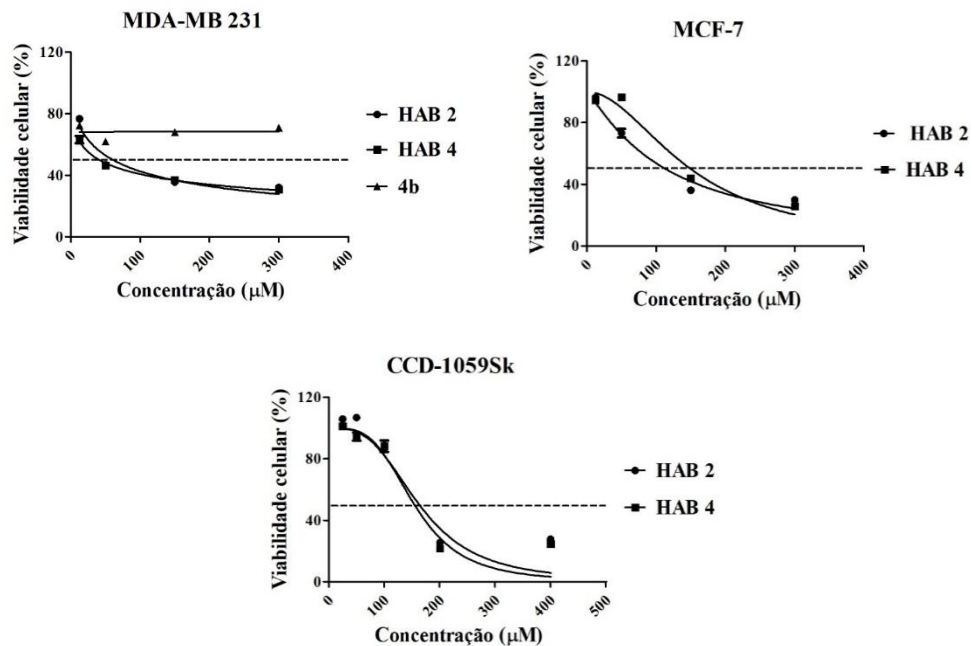 MDA-MB 231
Viabilidade celular (%)
120
80
40
0
0
100
200
300
400
Concentração (µM)
HAB 2
HAB 4
4b
MCF-7
Viabilidade celular (%)
120
80
40
0
0
100
200
300
400
Concentração (µM)
HAB 2
HAB 4
CCD-1059Sk
Viabilidade celular (%)
120
80
40
0
0
100
200
300
400
500
Concentração (µM)
HAB 2
HAB 4